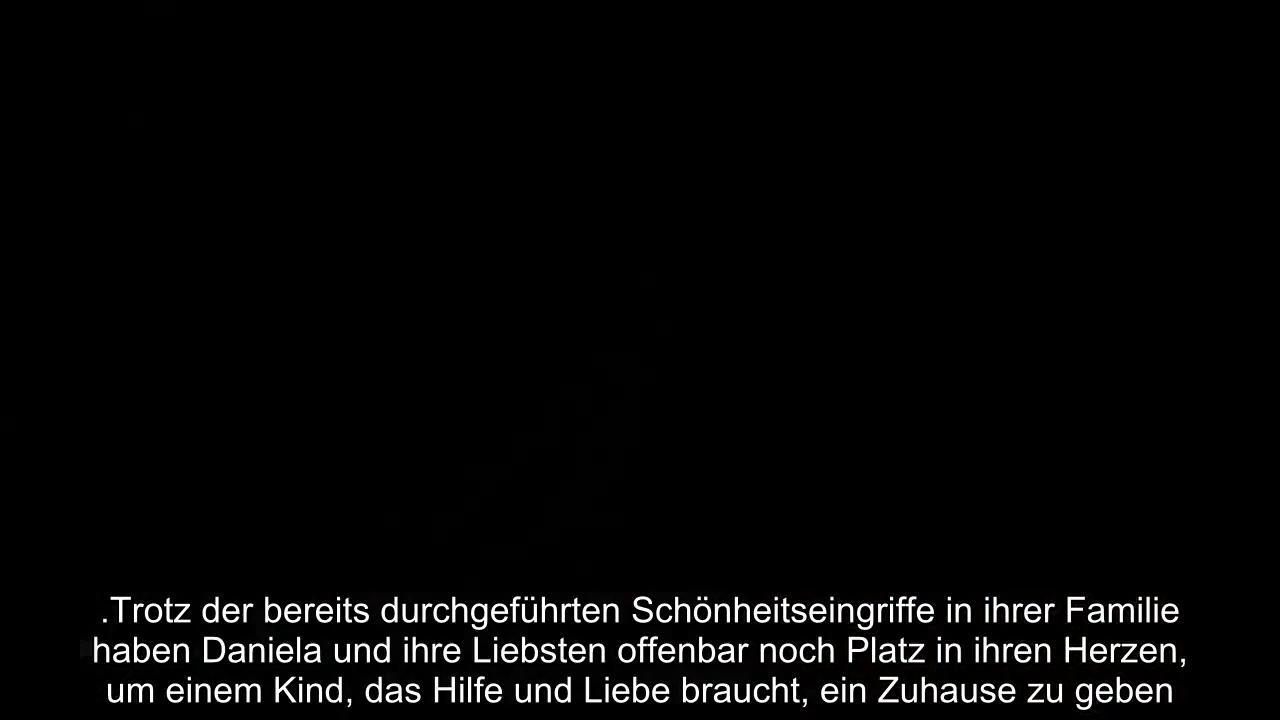 .Trotz der bereits durchgeführten Schönheitseingriffe in ihrer Familie
haben Daniela und ihre Liebsten offenbar noch Platz in ihren Herzen,
um einem Kind, das Hilfe und Liebe braucht, ein Zuhause zu geben